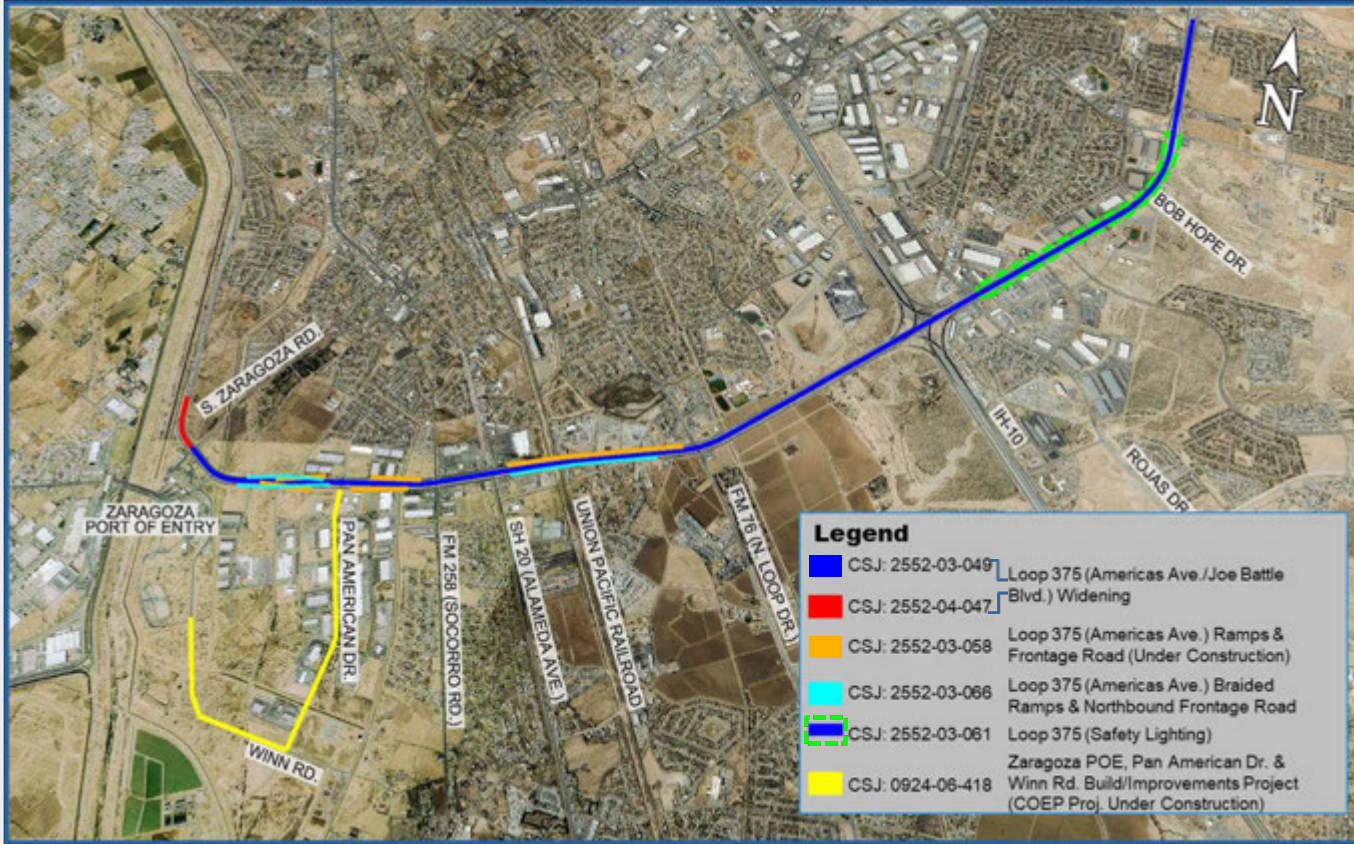 N
BOB HOPE DR.
S. ZARAGOZA RD.
IH-10
ROJAS DR.
ZARAGOZA
PORT OF ENTRY
PAN AMERICAN DR.
FM 258 (SOCORRO RD.)
SH 20 (ALAMEDA AVE.)
UNION PACIFIC RAILROAD
FM 76 (N. LOOP DR.)
WINN RD.
Legend
CSJ: 2552-03-049
CSJ: 2552-04-047
Loop 375 (Americas Ave./Joe Battle
Blvd.) Widening
CSJ: 2552-03-058
Loop 375 (Americas Ave.) Ramps &
Frontage Road (Under Construction)
CSJ: 2552-03-066
Loop 375 (Americas Ave.) Braided
Ramps & Northbound Frontage Road
CSJ: 2552-03-061
Loop 375 (Safety Lighting)
CSJ: 0924-06-418
Zaragoza POE, Pan American Dr. &
Winn Rd. Build/Improvements Project
(COEP Proj. Under Construction)